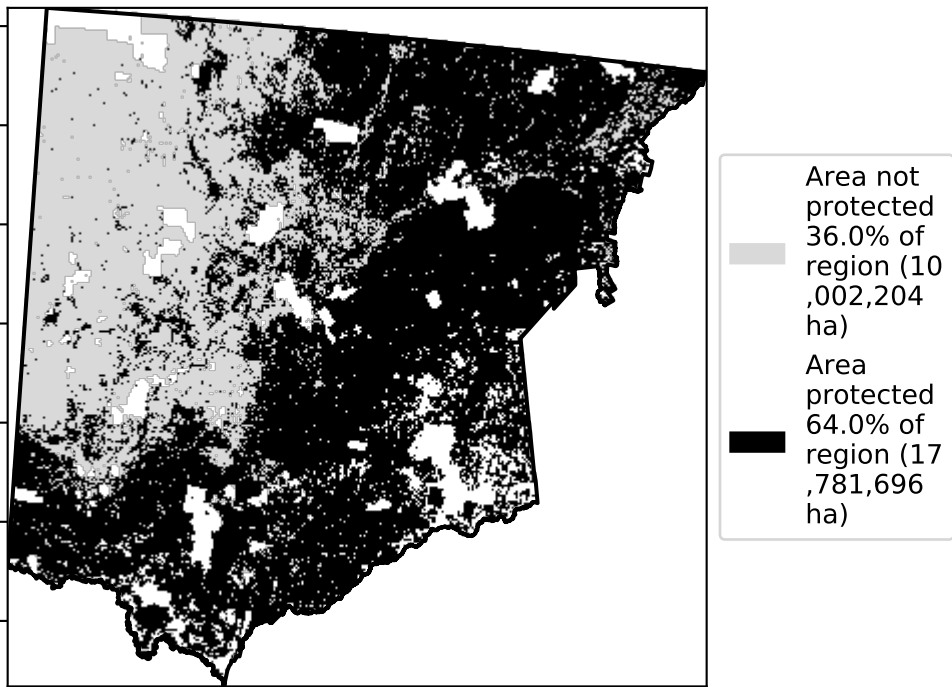 Area not
protected
36.0% of
region (10
,002,204
ha)
Area
protected
64.0% of
region (17
,781,696
ha)